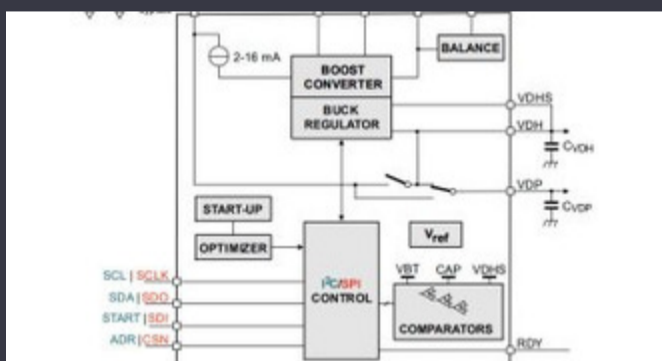 2-16 mA
BALANCE
BOOST
CONVERTER
BUCK
REGULATOR
VDHS
VDH
CVDH
VDP
CVDP
START-UP
OPTIMIZER
Vref
SCL | SCLK
SDA | SDO
START | SDI
ADR | CSN
I²C/SPI
CONTROL
VBT CAP VDHS
COMPARATORS
RDY